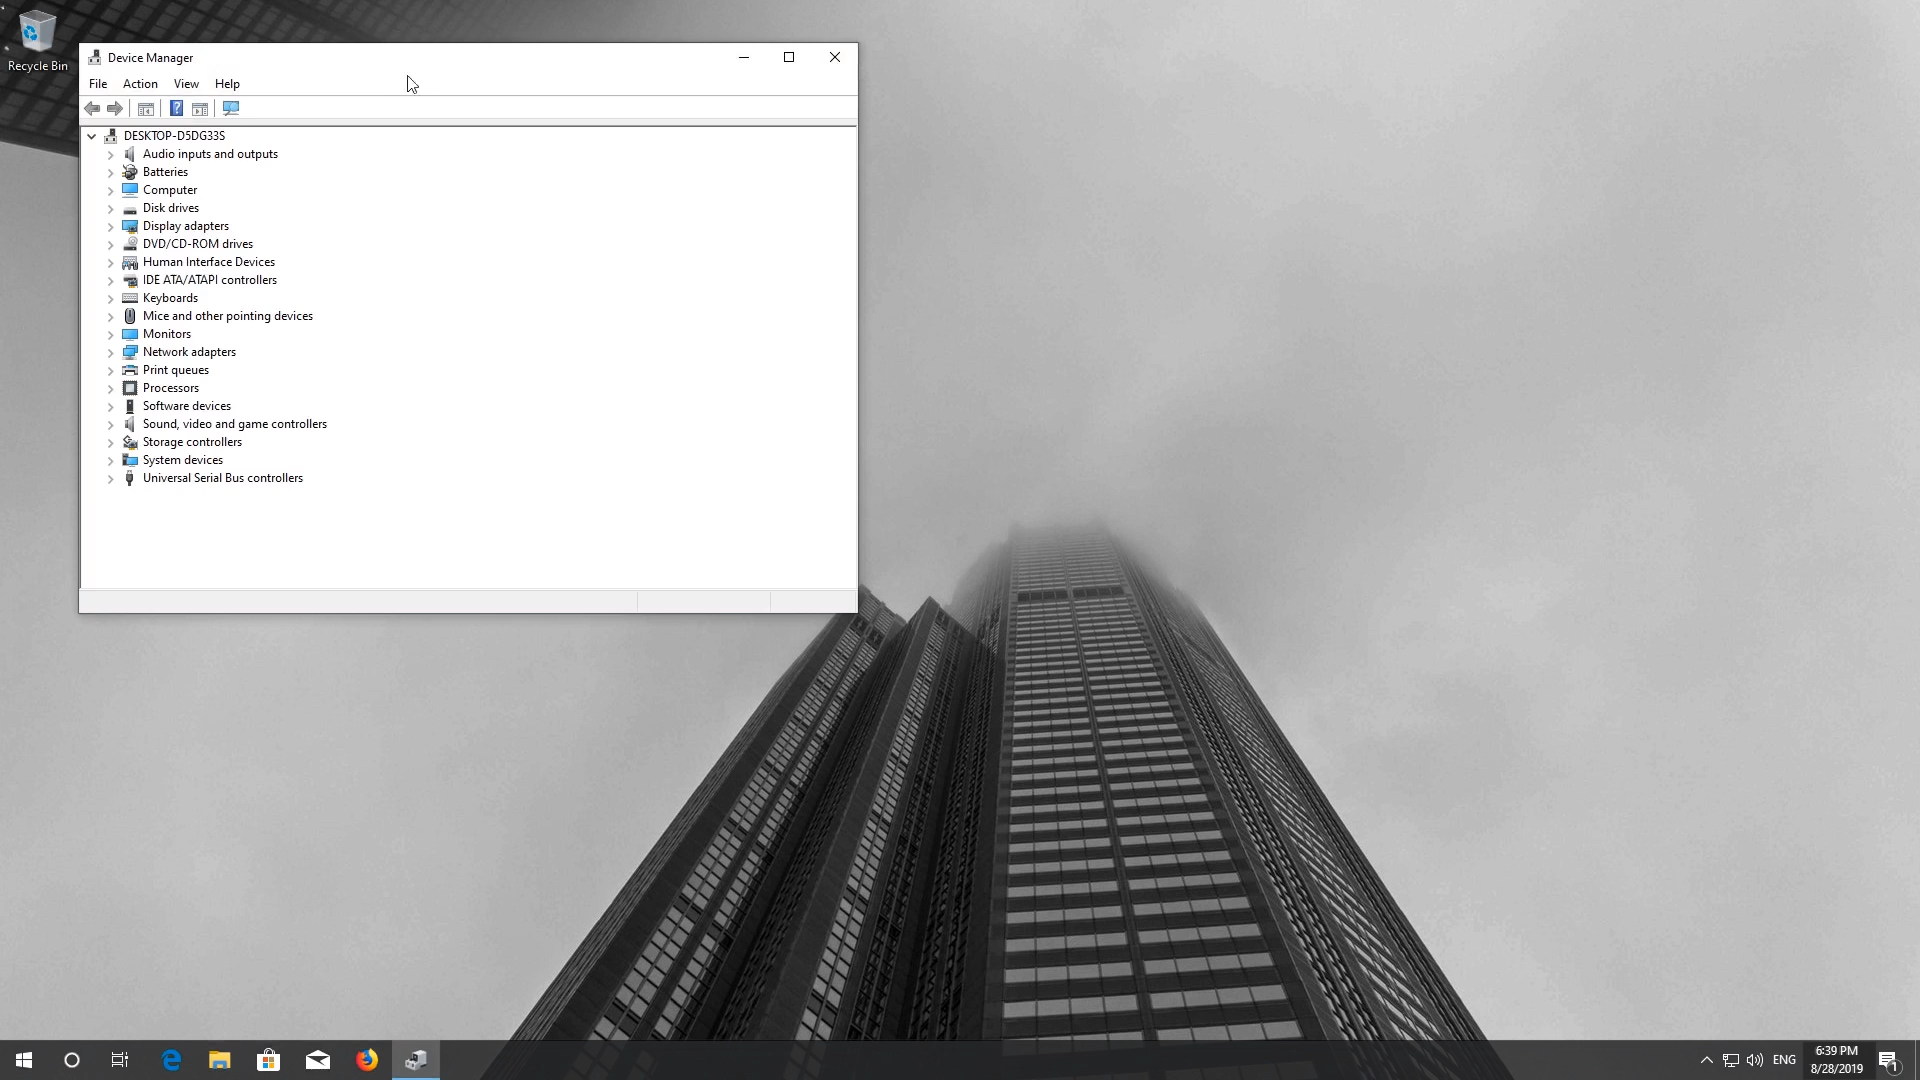 Recycle Bin
Device Manager
File Action View Help
DESKTOP-D5DG33S
Audio inputs and outputs
Batteries
Computer
Disk drives
Display adapters
DVD/CD-ROM drives
Human Interface Devices
IDE ATA/ATAPI controllers
Keyboards
Mice and other pointing devices
Monitors
Network adapters
Print queues
Processors
Software devices
Sound, video and game controllers
Storage controllers
System devices
Universal Serial Bus controllers
ENG
6:39 PM
8/28/2019
1